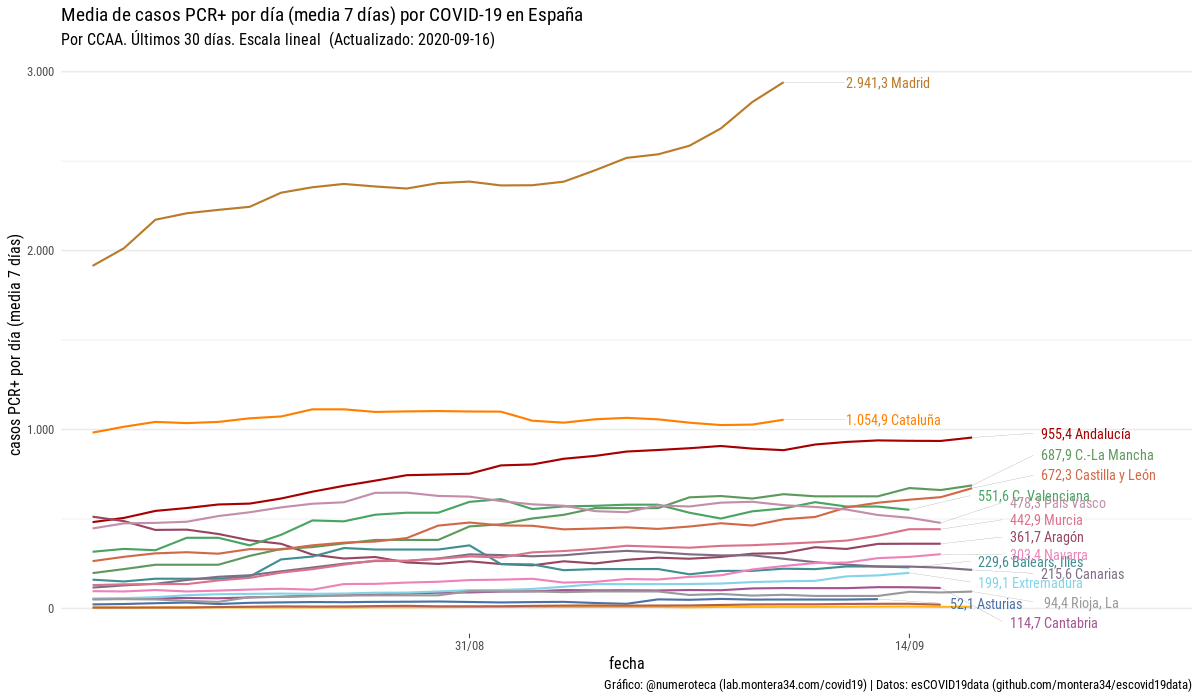 Media de casos PCR+ por día (media 7 días) por COVID-19 en España
Por CCAA. Últimos 30 días. Escala lineal (Actualizado: 2020-09-16)
casos PCR+ por día (media 7 días)
3.000
2.000
1.000
0
2.941,3 Madrid
1.054,9 Cataluña
955,4 Andalucía
687,9 C.-La Mancha
672,3 Castilla y León
551,6 C. Valenciana
478,3 País Vasco
442,9 Murcia
361,7 Aragón
303,4 Navarra
229,6 Balears, Illes
215,6 Canarias
199,1 Extremadura
94,4 Rioja, La
52,1 Asturias
114,7 Cantabria
31/08
14/09
fecha
Gráfico: @numeroteca (lab.montera34.com/covid19) | Datos: esCOVID19data (github.com/montera34/escovid19data)